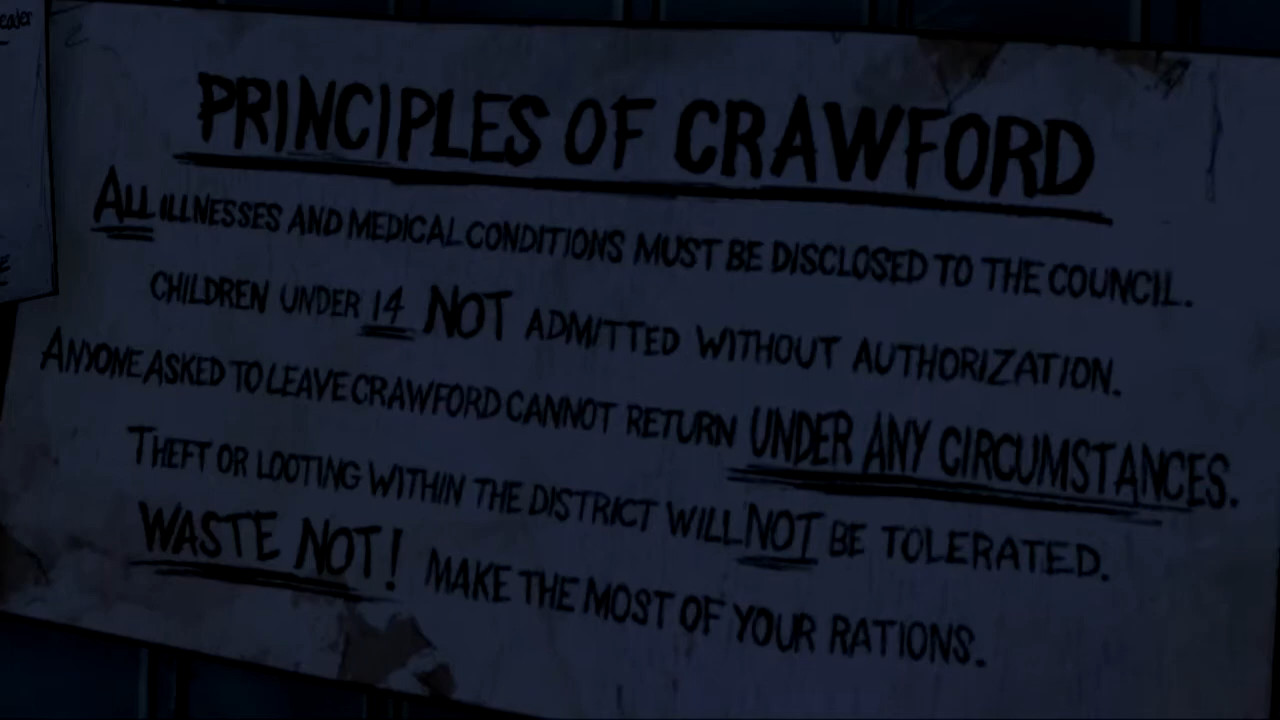 eader
PRINCIPLES OF CRAWFORD
ALL ILLNESSES AND MEDICAL CONDITIONS MUST BE DISCLOSED TO THE COUNCIL.
CHILDREN UNDER 14 NOT ADMITTED WITHOUT AUTHORIZATION.
ANYONE ASKED TO LEAVE CRAWFORD CANNOT RETURN UNDER ANY CIRCUMSTANCES.
THEFT OR LOOTING WITHIN THE DISTRICT WILL NOT BE TOLERATED.
WASTE NOT! MAKE THE MOST OF YOUR RATIONS.